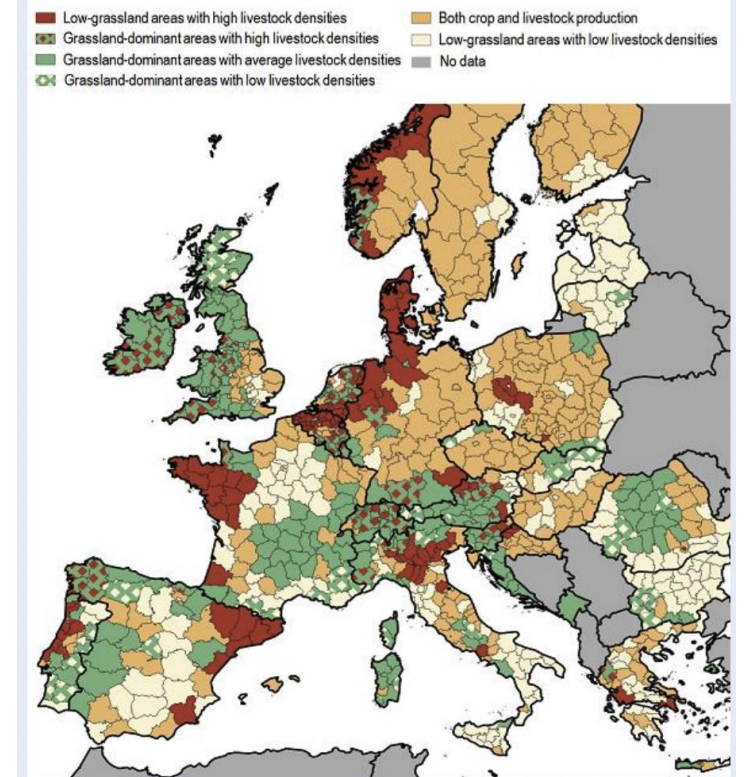 Low-grassland areas with high livestock densities
Grassland-dominant areas with high livestock densities
Grassland-dominant areas with average livestock densities
Grassland-dominant areas with low livestock densities
Both crop and livestock production
Low-grassland areas with low livestock densities
No data